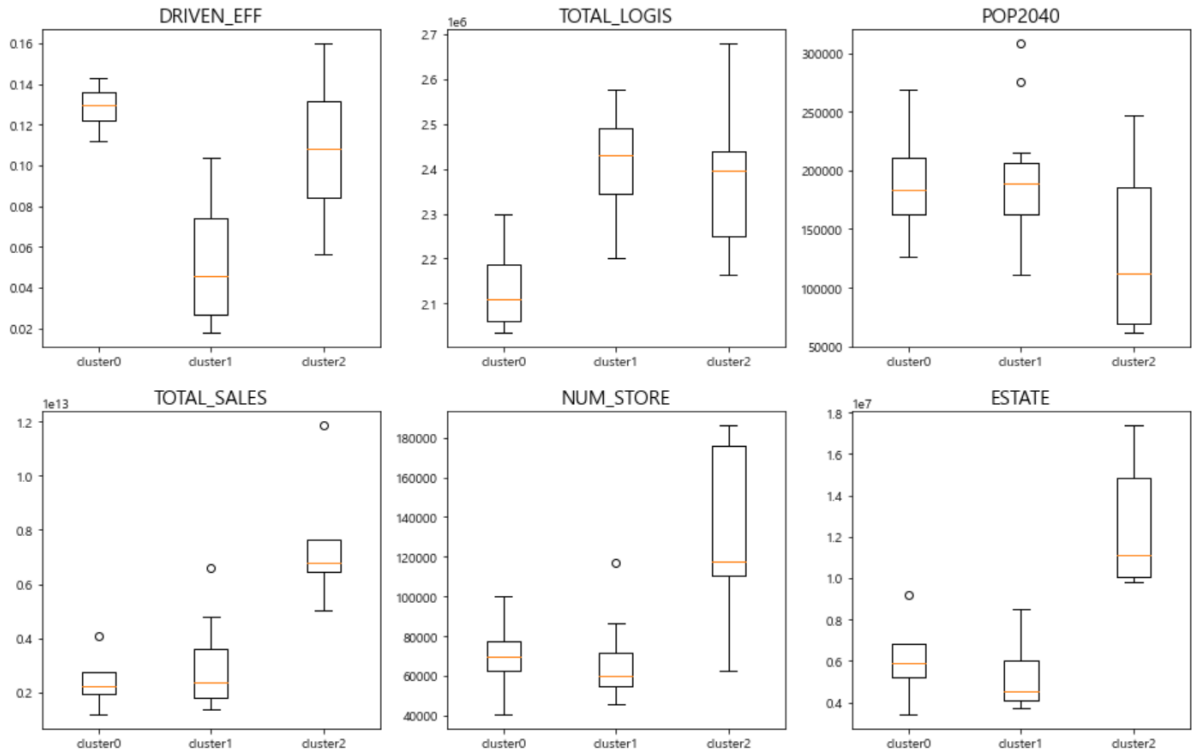 DRIVEN_EFF
0.16
0.14
0.12
0.10
0.08
0.06
0.04
0.02
cluster0 cluster1 cluster2
TOTAL_LOGIS
1e6
2.7
2.6
2.5
2.4
2.3
2.2
2.1
cluster0 cluster1 cluster2
POP2040
300000
250000
200000
150000
100000
50000
cluster0 cluster1 cluster2
TOTAL_SALES
1e13
1.2
1.0
0.8
0.6
0.4
0.2
cluster0 cluster1 cluster2
NUM_STORE
180000
160000
140000
120000
100000
80000
60000
40000
cluster0 cluster1 cluster2
ESTATE
1e7
1.8
1.6
1.4
1.2
1.0
0.8
0.6
0.4
cluster0 cluster1 cluster2